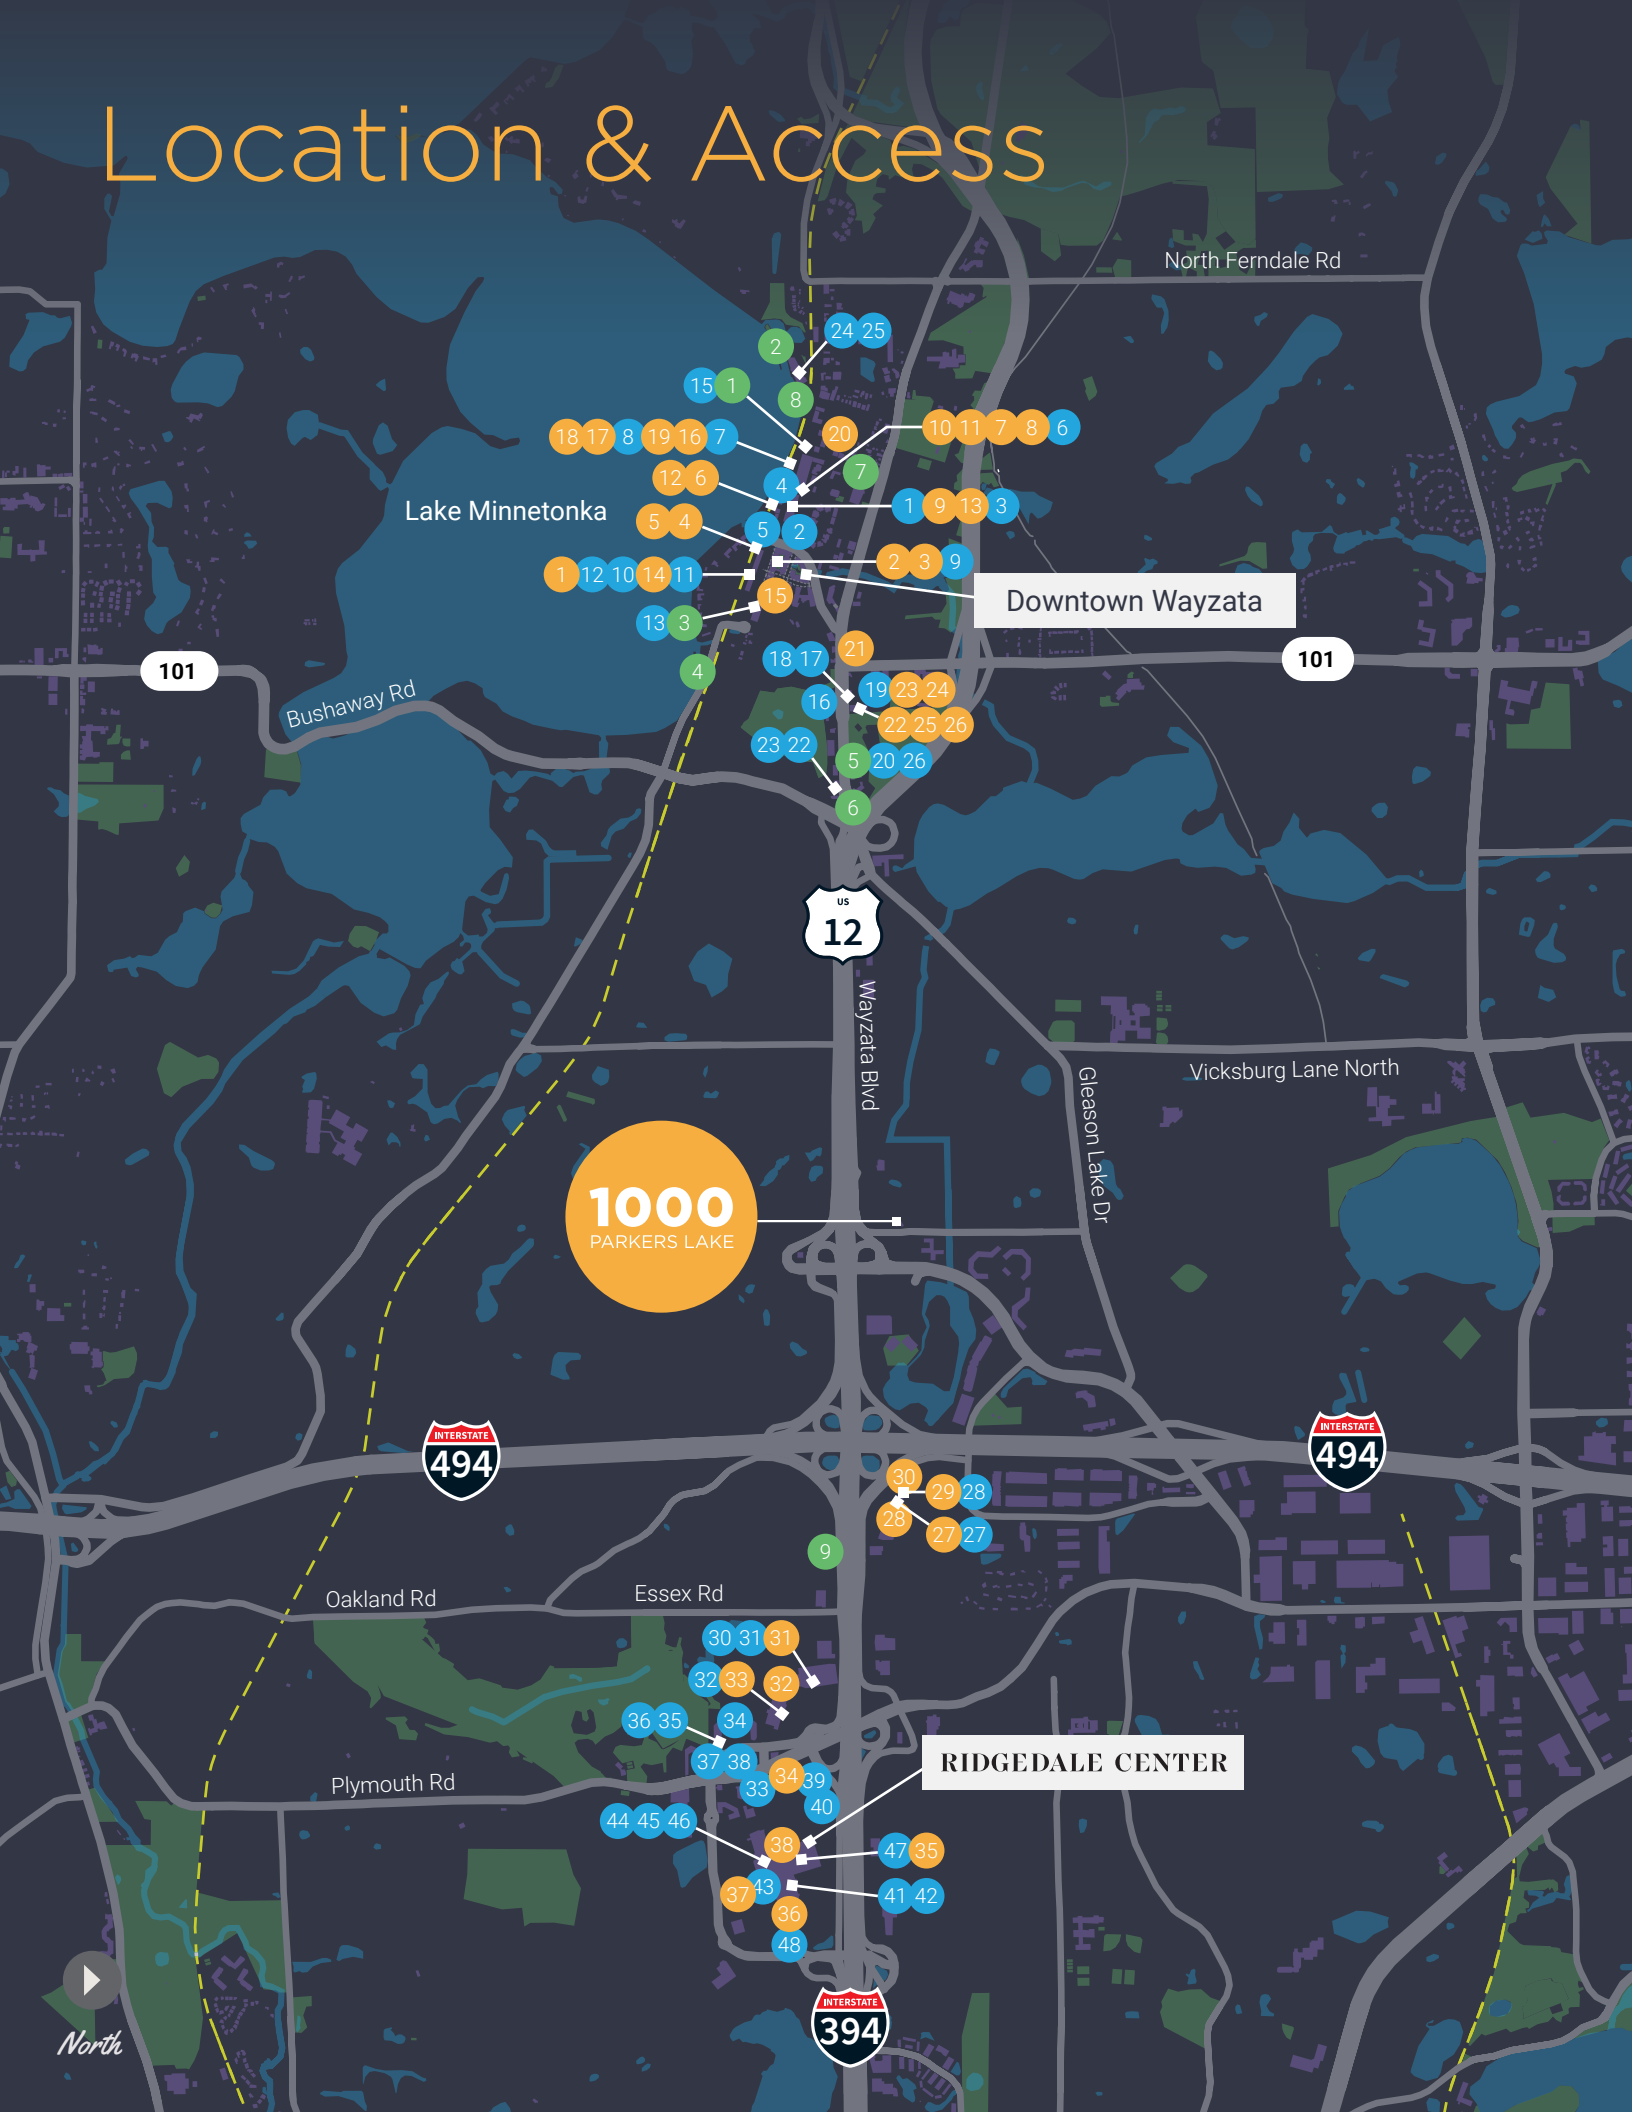 Location & Access
North Ferndale Rd
24 25
2
15 1
8
18 17 8 19 16 7
20
10 11 7 8 6
12 6
4
7
Lake Minnetonka
5 4
1 9 13 3
5 2
1 12 10 14 11
2 3 9
15
Downtown Wayzata
13 3
4
18 17
21
101
101
Bushaway Rd
16
19 23 24
22 25 26
23 22
5 20 26
6
US
12
Wayzata Blvd
Vicksburg Lane North
Gleason Lake Dr
1000
PARKERS LAKE
INTERSTATE
494
INTERSTATE
494
30
29 28
28
27 27
9
Oakland Rd
Essex Rd
30 31 31
32 33 32
36 35 34
37 38
33 34 39
40
RIDGEDALE CENTER
Plymouth Rd
44 45 46
38
47 35
37 43
41 42
36
48
INTERSTATE
394
North